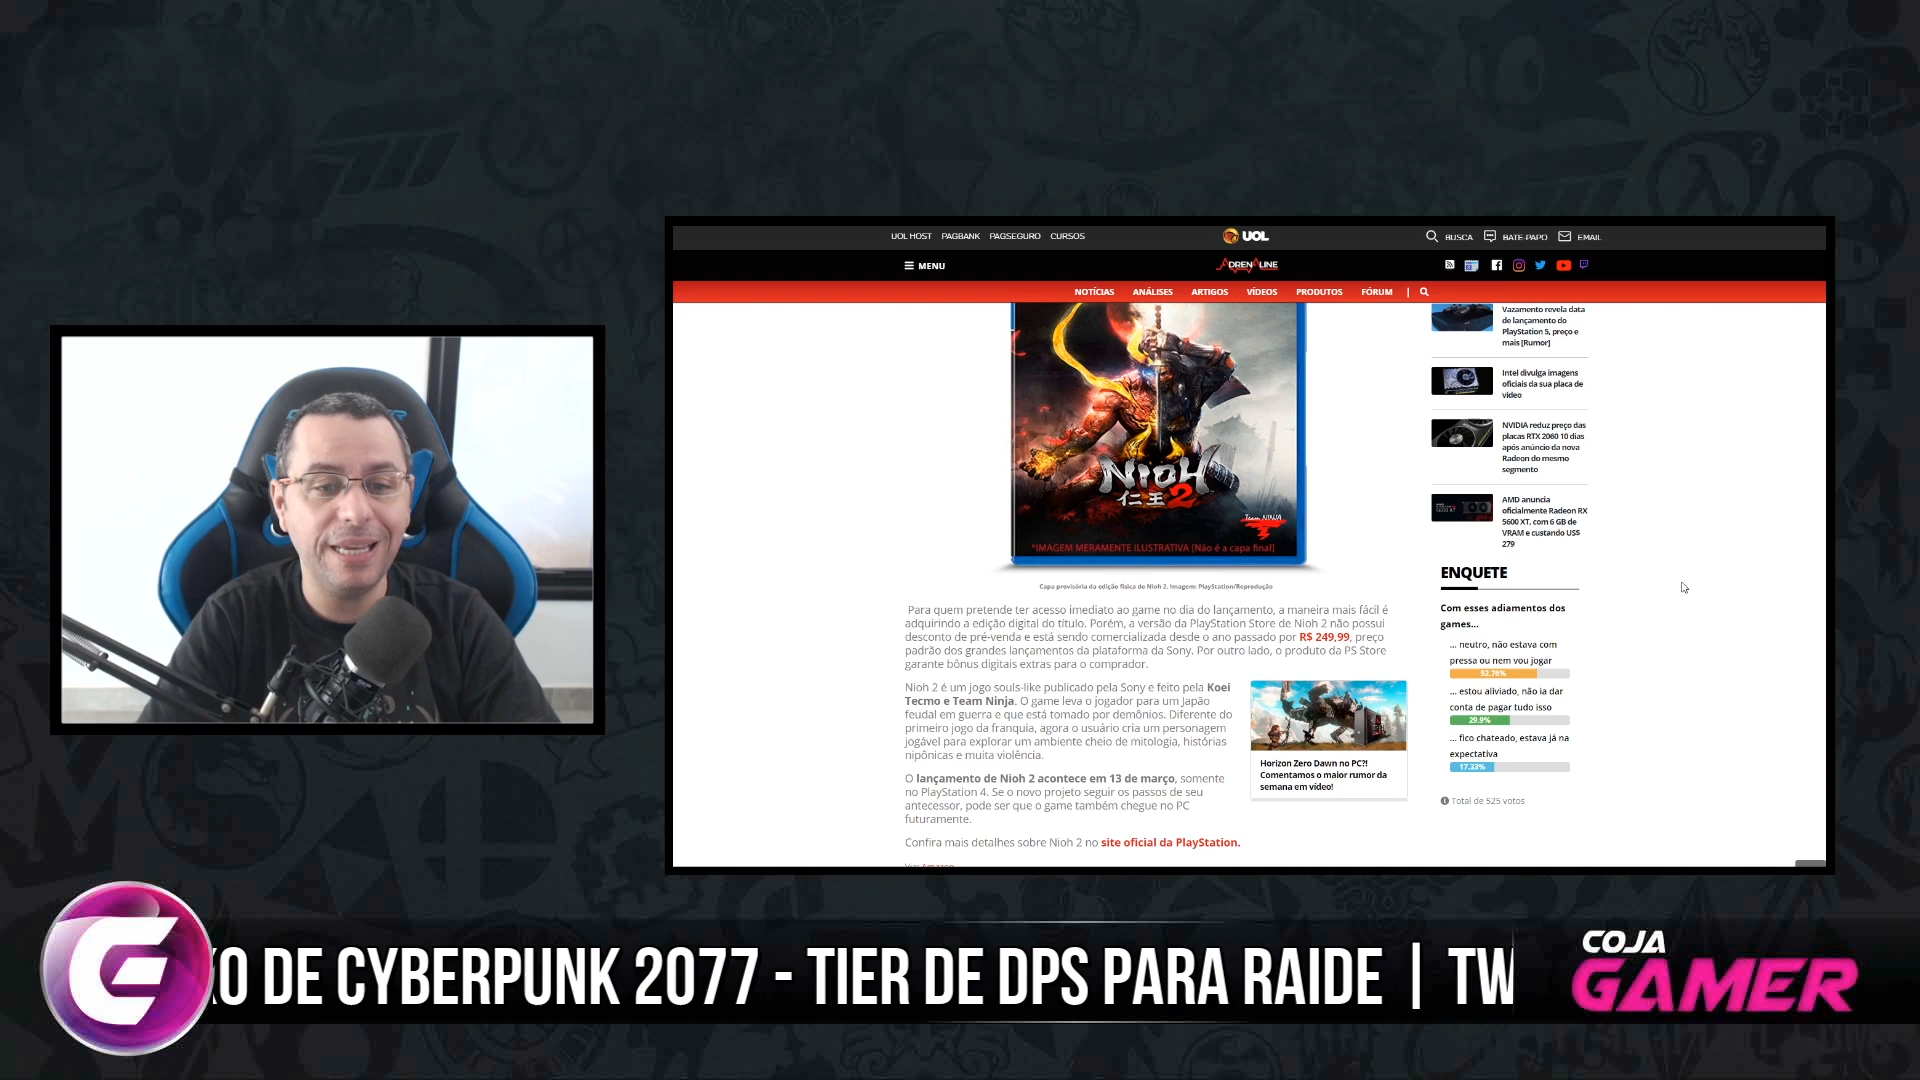 UOL HOST PAGBANK PAGSEGURO CURSOS
UOL
BUSCA BATE-PAPO EMAIL
MENU
ADRENALINE
NOTÍCIAS ANÁLISES ARTIGOS VÍDEOS PRODUTOS FÓRUM |
NiOH
仁王2
Team NINJA
*IMAGEM MERAMENTE ILUSTRATIVA [Não é a capa final]
Capa provisória da edição física de Nioh 2. Imagem: PlayStation/Reprodução
Para quem pretende ter acesso imediato ao game no dia do lançamento, a maneira mais fácil é
adquirindo a edição digital do título. Porém, a versão da PlayStation Store de Nioh 2 não possui
desconto de pré-venda e está sendo comercializada desde o ano passado por R$ 249,99, preço
padrão dos grandes lançamentos da plataforma da Sony. Por outro lado, o produto da PS Store
garante bônus digitais extras para o comprador.
Nioh 2 é um jogo souls-like publicado pela Sony e feito pela Koei
Tecmo e Team Ninja. O game leva o jogador para um Japão
feudal em guerra e que está tomado por demônios. Diferente do
primeiro jogo da franquia, agora o usuário cria um personagem
jogável para explorar um ambiente cheio de mitologia, histórias
nipônicas e muita violência.
O lançamento de Nioh 2 acontece em 13 de março, somente
no PlayStation 4. Se o novo projeto seguir os passos de seu
antecessor, pode ser que o game também chegue no PC
futuramente.
Confira mais detalhes sobre Nioh 2 no site oficial da PlayStation.
Horizon Zero Dawn no PC?!
Comentamos o maior rumor da
semana em vídeo!
Vazamento revela data
de lançamento do
PlayStation 5, preço e
mais [Rumor]
Intel divulga imagens
oficiais da sua placa de
vídeo
NVIDIA reduz preço das
placas RTX 2060 10 dias
após anúncio da nova
Radeon do mesmo
segmento
AMD anuncia
oficialmente Radeon RX
5600 XT, com 6 GB de
VRAM e custando US$
279
ENQUETE
Com esses adiamentos dos
games...
... neutro, não estava com
pressa ou nem vou jogar
52.76%
... estou aliviado, não ia dar
conta de pagar tudo isso
29.9%
... fico chateado, estava já na
expectativa
17.33%
Total de 525 votos
XO DE CYBERPUNK 2077 - TIER DE DPS PARA RAIDE | TW
COJA
GAMER